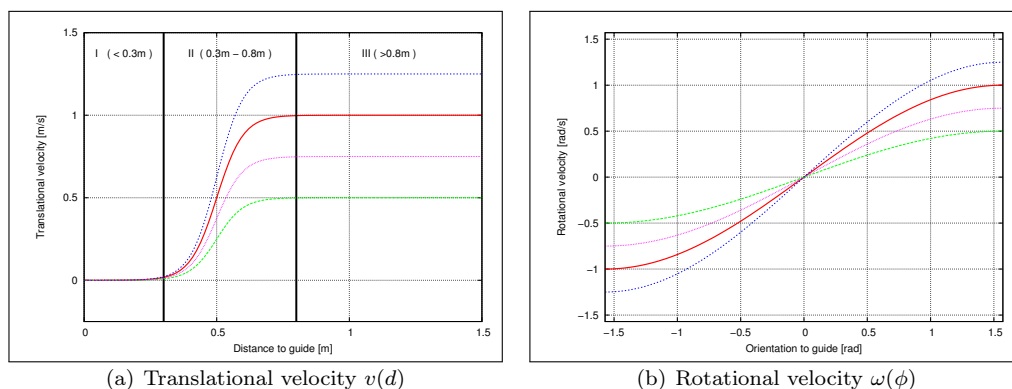 1.5
I ( < 0.3m)
II ( 0.3m − 0.8m)
III ( >0.8m)
1
0.5
0
Translational velocity [m/s]
0
0.5
1
1.5
Distance to guide [m]
(a) Translational velocity v(d)
1.5
1
0.5
0
−0.5
−1
−1.5
Rotational velocity [rad/s]
−1.5
−1
−0.5
0
0.5
1
1.5
Orientation to guide [rad]
(b) Rotational velocity ω(ϕ)